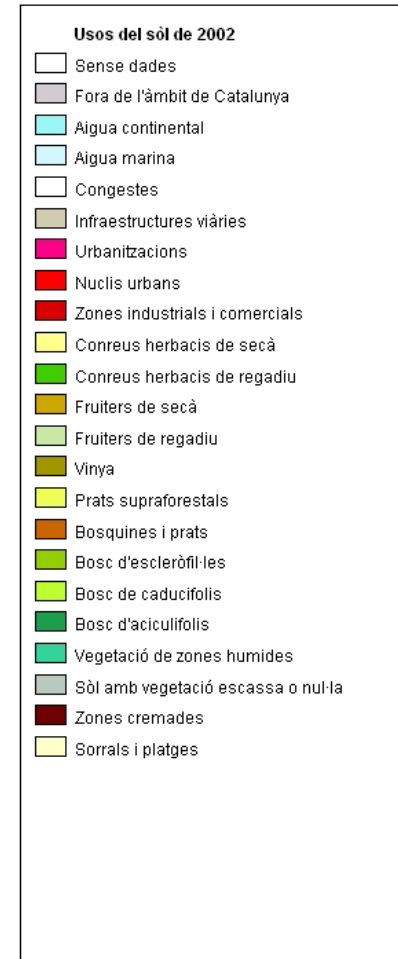 Usos del sòl de 2002
Sense dades
Fora de l'àmbit de Catalunya
Aigua continental
Aigua marina
Congestes
Infraestructures viàries
Urbanitzacions
Nuclis urbans
Zones industrials i comercials
Conreus herbacis de secà
Conreus herbacis de regadiu
Fruiters de secà
Fruiters de regadiu
Vinya
Prats supraforestals
Bosquines i prats
Bosc d'escleròfil·les
Bosc de caducifolis
Bosc d'aciculifolis
Vegetació de zones humides
Sòl amb vegetació escassa o nul·la
Zones cremades
Sorrals i platges